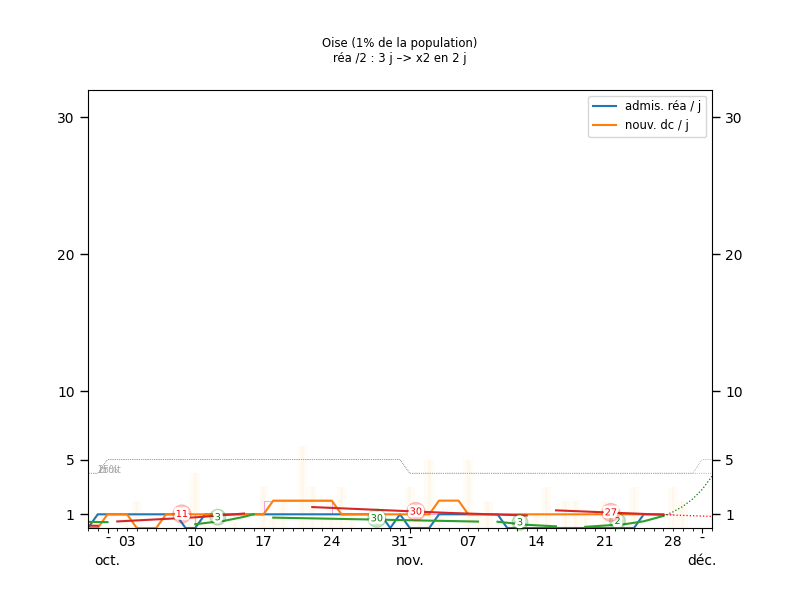 Oise (1% de la population)
réa /2 : 3 j –> x2 en 2 j
admis. réa / j
nouv. dc / j
30
30
20
20
10
10
5
5
1
1
11
3
30
30
3
27
2
- 03 10 17 24 31- 07 14 21 28 -
oct. nov. déc.